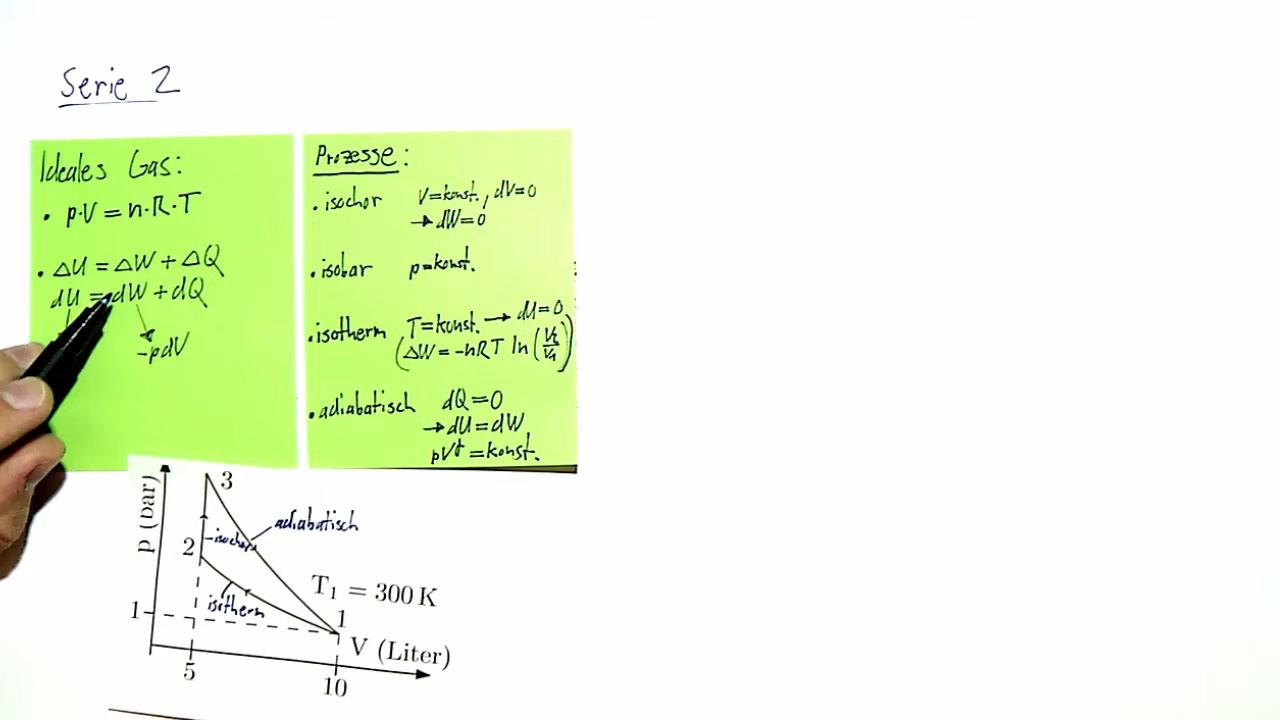 Serie 2
Ideales Gas:
• p·V = n·R·T
• ΔU = ΔW + ΔQ
dU = dW + dQ
-pdV
Prozesse:
• isochor V=konst., dV=0
→ dW=0
• isobar p=konst.
• isotherm T=konst. → dU=0
(ΔW = -nRT ln(V₂/V₁))
• adiabatisch dQ=0
→ dU = dW
pVᵞ = konst.
p (bar)
3
adiabatisch
isochor
2
T₁ = 300 K
isotherm
1
1
V (Liter)
5
10